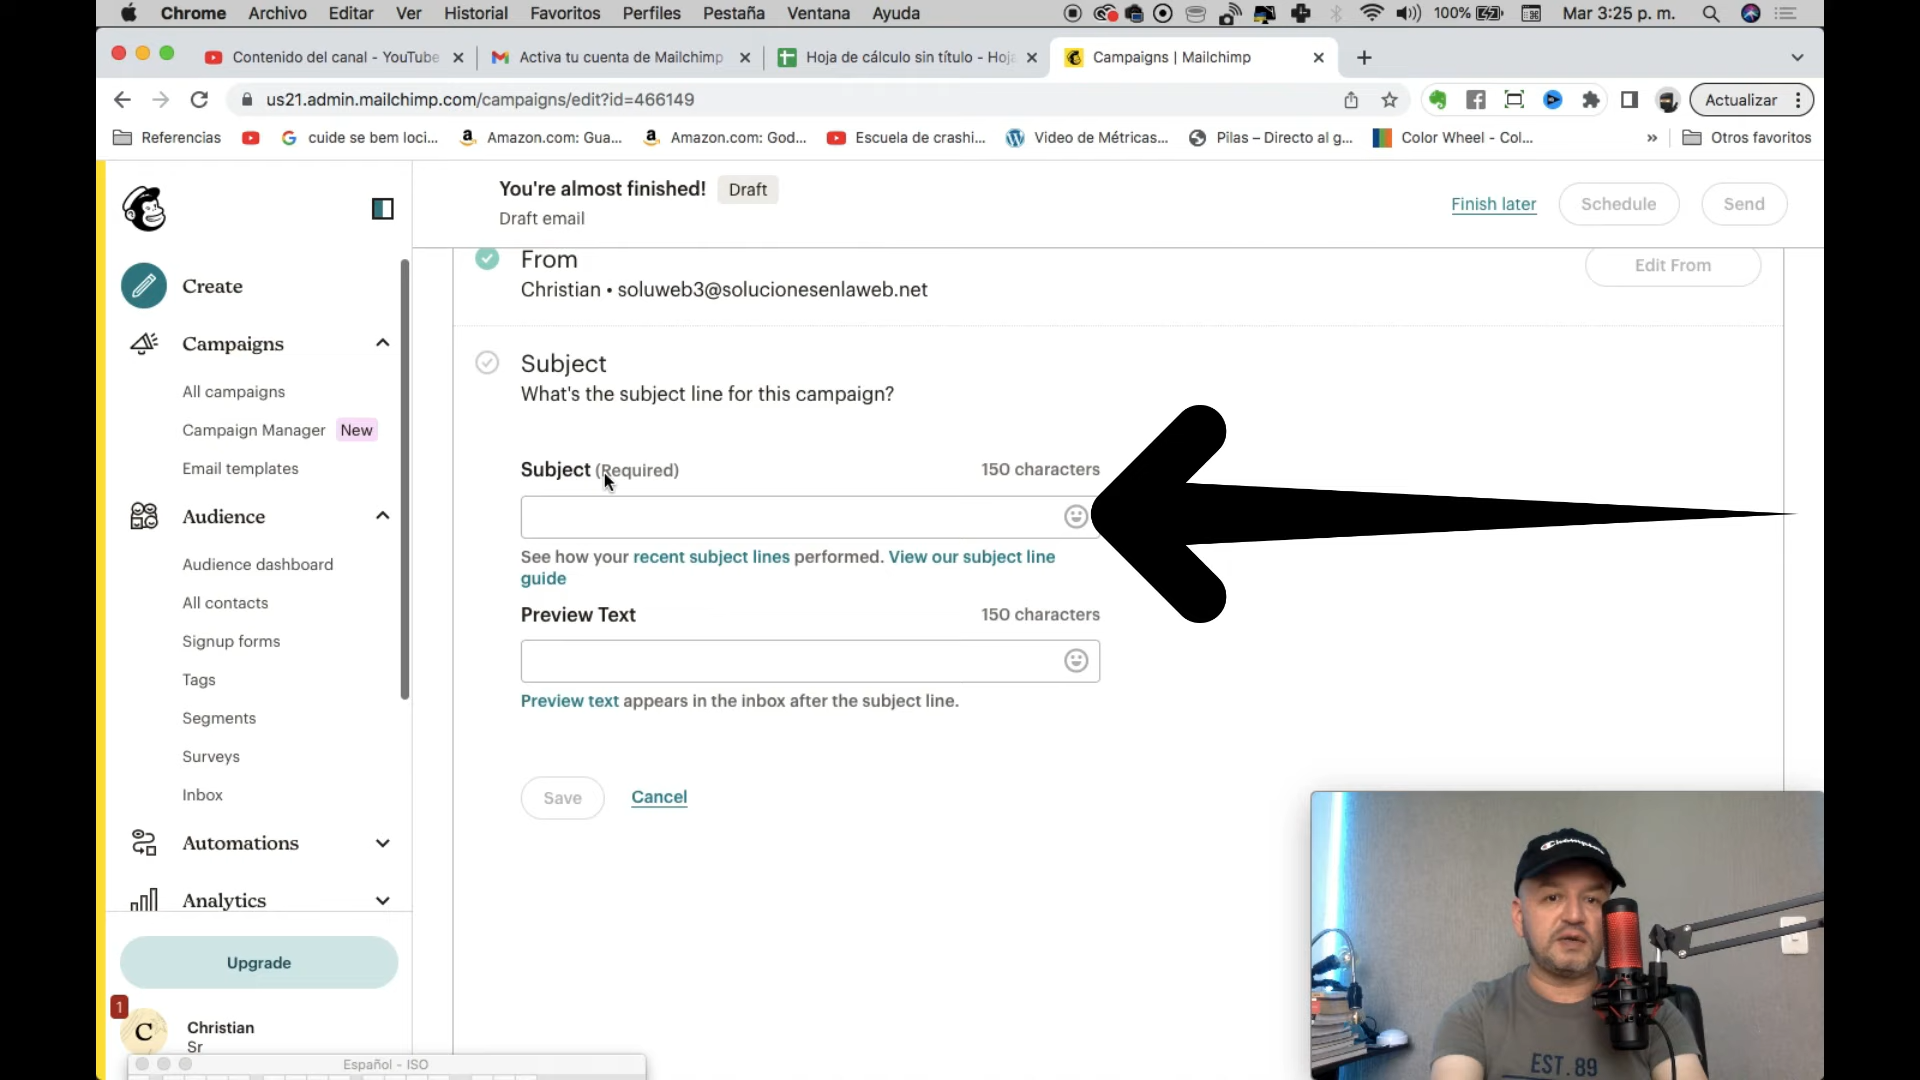 Chrome Archivo Editar Ver Historial Favoritos Perfiles Pestaña Ventana Ayuda 100% Mar 3:25 p. m.
Contenido del canal - YouTube Activa tu cuenta de Mailchimp Hoja de cálculo sin título - Hoja Campaigns | Mailchimp
us21.admin.mailchimp.com/campaigns/edit?id=466149 Actualizar
Referencias cuide se bem loci... Amazon.com: Gua... Amazon.com: God... Escuela de crashi... Video de Métricas... Pilas – Directo al g... Color Wheel - Col... » Otros favoritos
You're almost finished! Draft
Draft email
Finish later Schedule Send
Create
Campaigns
All campaigns
Campaign Manager New
Email templates
Audience
Audience dashboard
All contacts
Signup forms
Tags
Segments
Surveys
Inbox
Automations
Analytics
Upgrade
1
C
Christian
Sr
Español - ISO
From
Christian • soluweb3@solucionesenlaweb.net
Edit From
Subject
What's the subject line for this campaign?
Subject (Required) 150 characters
See how your recent subject lines performed. View our subject line
guide
Preview Text 150 characters
Preview text appears in the inbox after the subject line.
Save Cancel
Champion
EST. 89